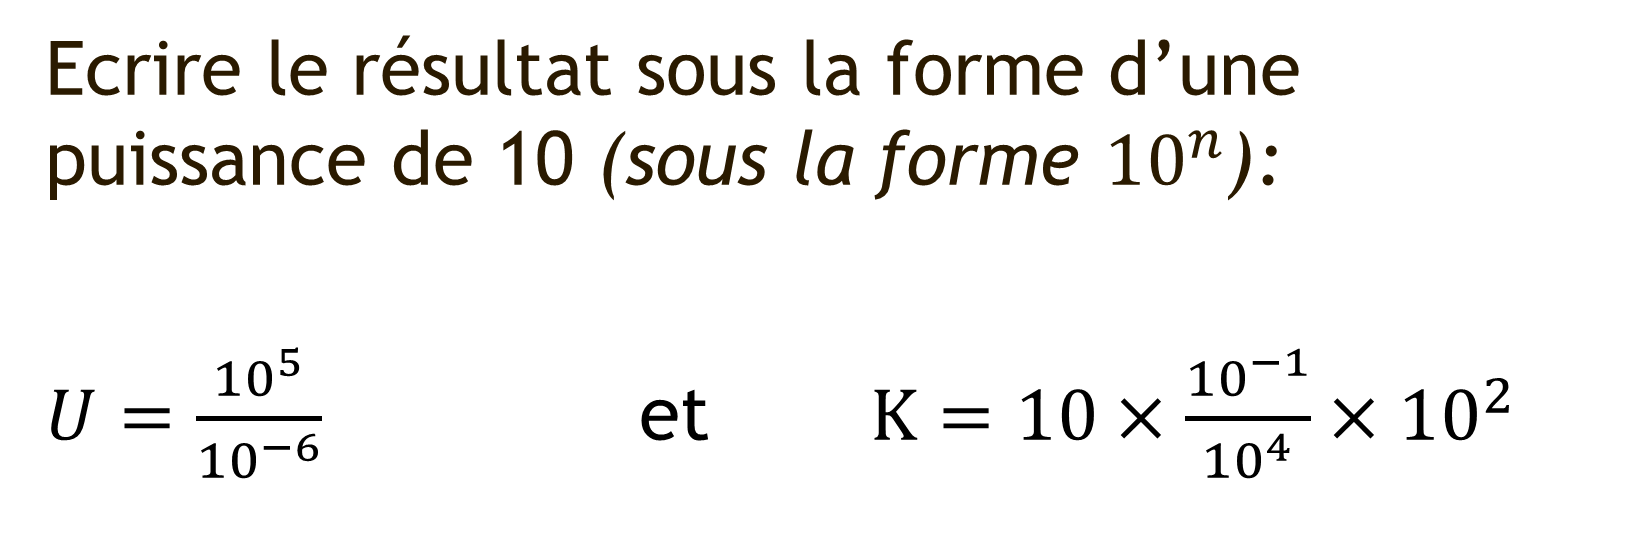 Ecrire le résultat sous la forme d’une
puissance de 10 (sous la forme 10ⁿ):
U = 10⁵/10⁻⁶ et K = 10 × 10⁻¹/10⁴ × 10²